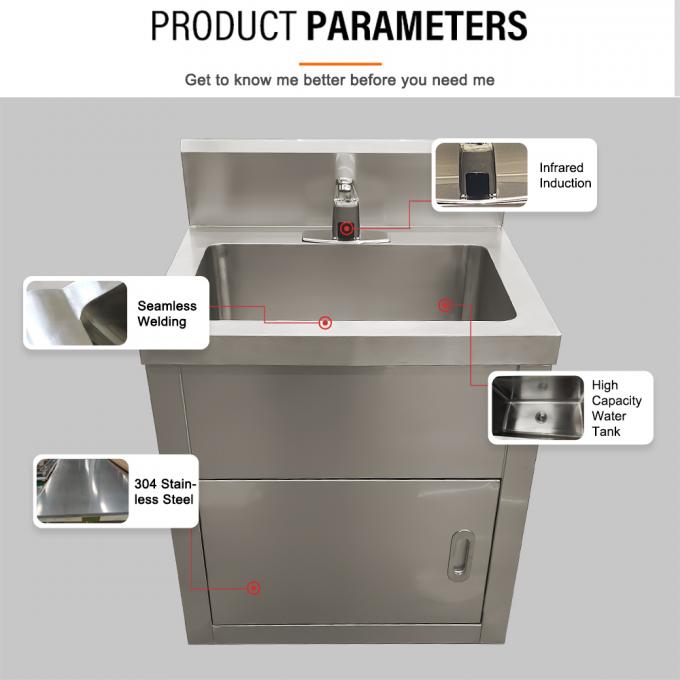 PRODUCT PARAMETERS
Get to know me better before you need me
Infrared
Induction
Seamless
Welding
High
Capacity
Water
Tank
304 Stain-
less Steel